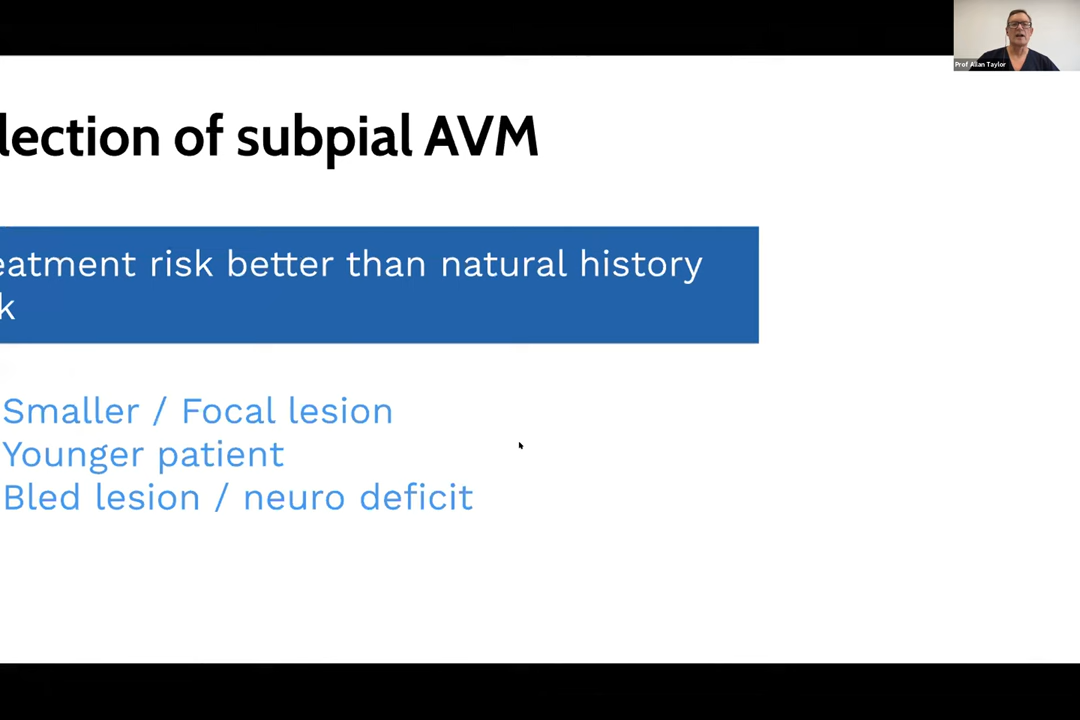 Prof Allan Taylor
lection of subpial AVM
eatment risk better than natural history
k
Smaller / Focal lesion
Younger patient
Bled lesion / neuro deficit